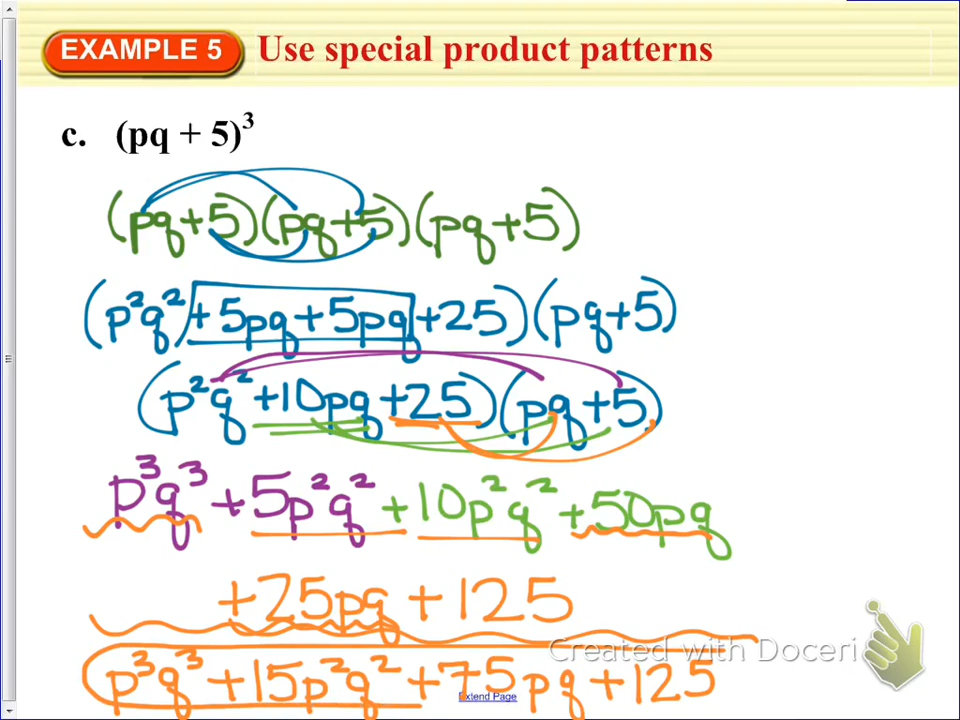 EXAMPLE 5 Use special product patterns
c. (pq + 5)³
(pq+5)(pq+5)(pq+5)
(p²q²+5pq+5pq+25)(pq+5)
(p²q²+10pq+25)(pq+5)
p³q³+5p²q²+10p²q²+50pq
+25pq+125
Created with Doceri
p³q³+15p²q²+75pq+125
Extend Page